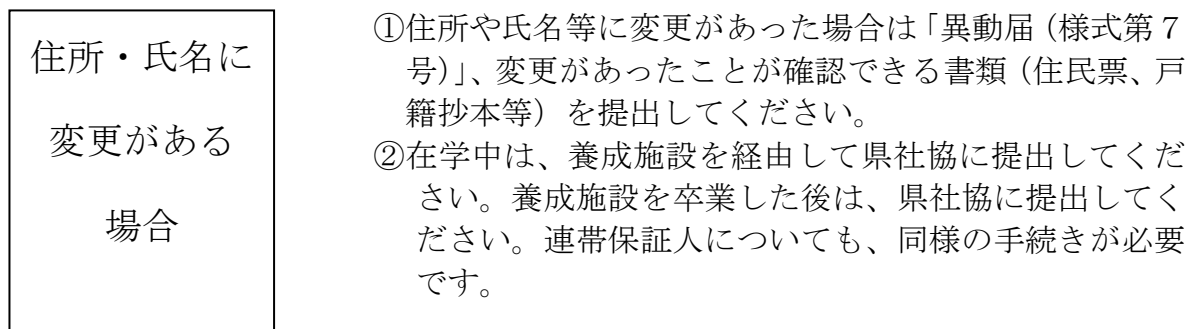 住所・氏名に
変更がある
場合
①住所や氏名等に変更があった場合は「異動届（様式第７
号）」、変更があったことが確認できる書類（住民票、戸
籍抄本等）を提出してください。
②在学中は、養成施設を経由して県社協に提出してくだ
さい。養成施設を卒業した後は、県社協に提出してく
ださい。連帯保証人についても、同様の手続きが必要
です。